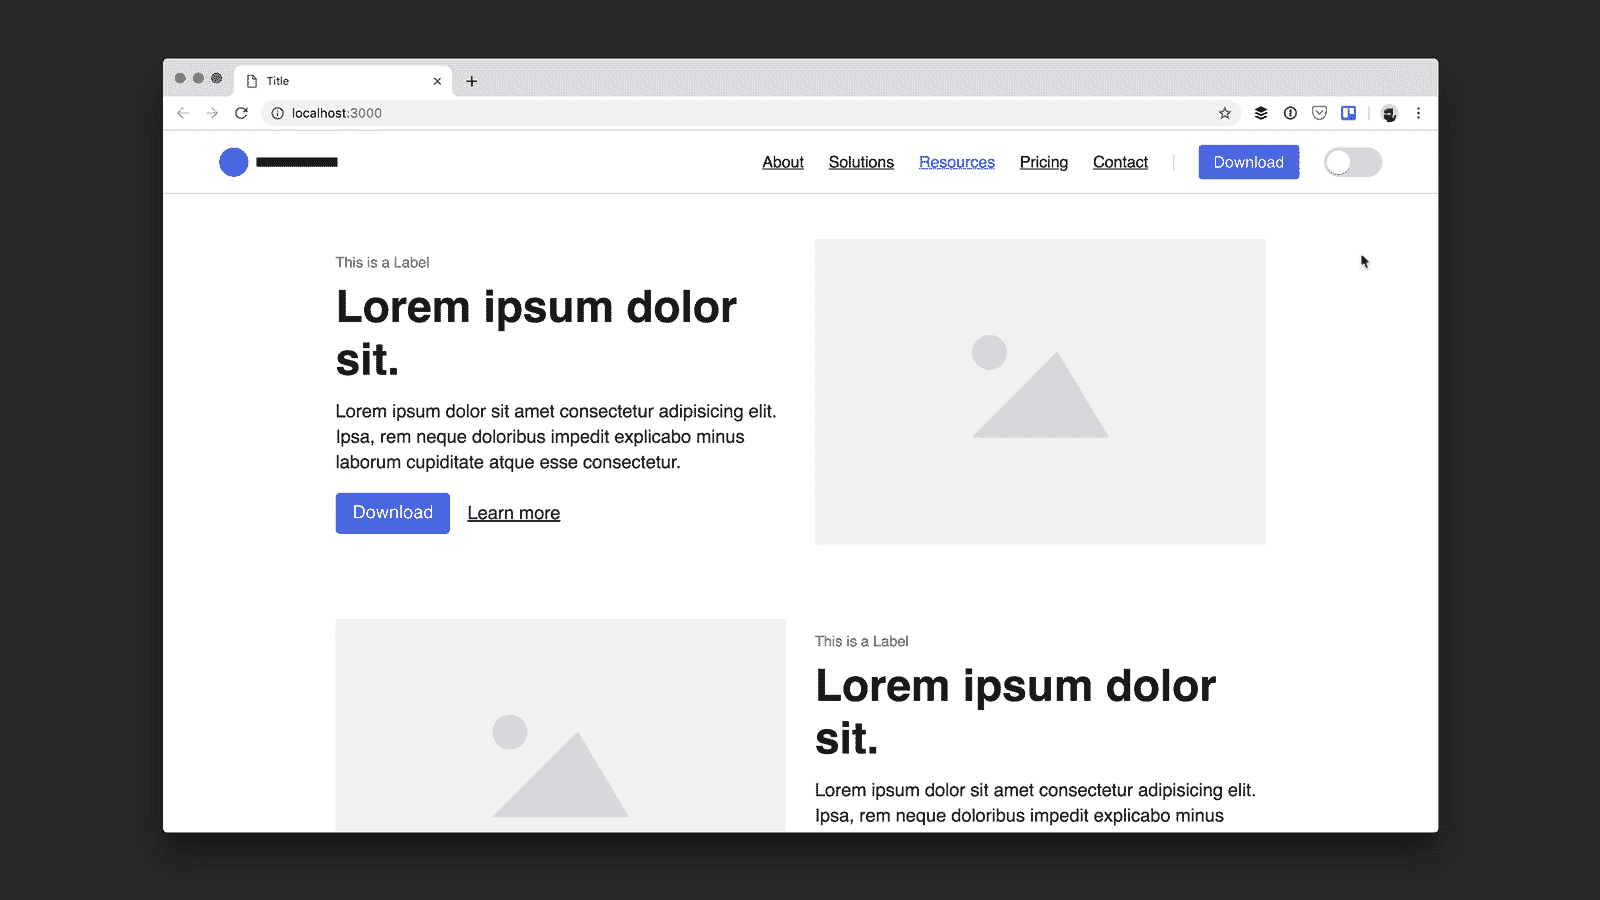 Title
localhost:3000
About Solutions Resources Pricing Contact Download
This is a Label
Lorem ipsum dolor
sit.
Lorem ipsum dolor sit amet consectetur adipisicing elit.
Ipsa, rem neque doloribus impedit explicabo minus
laborum cupiditate atque esse consectetur.
Download Learn more
This is a Label
Lorem ipsum dolor
sit.
Lorem ipsum dolor sit amet consectetur adipisicing elit.
Ipsa, rem neque doloribus impedit explicabo minus